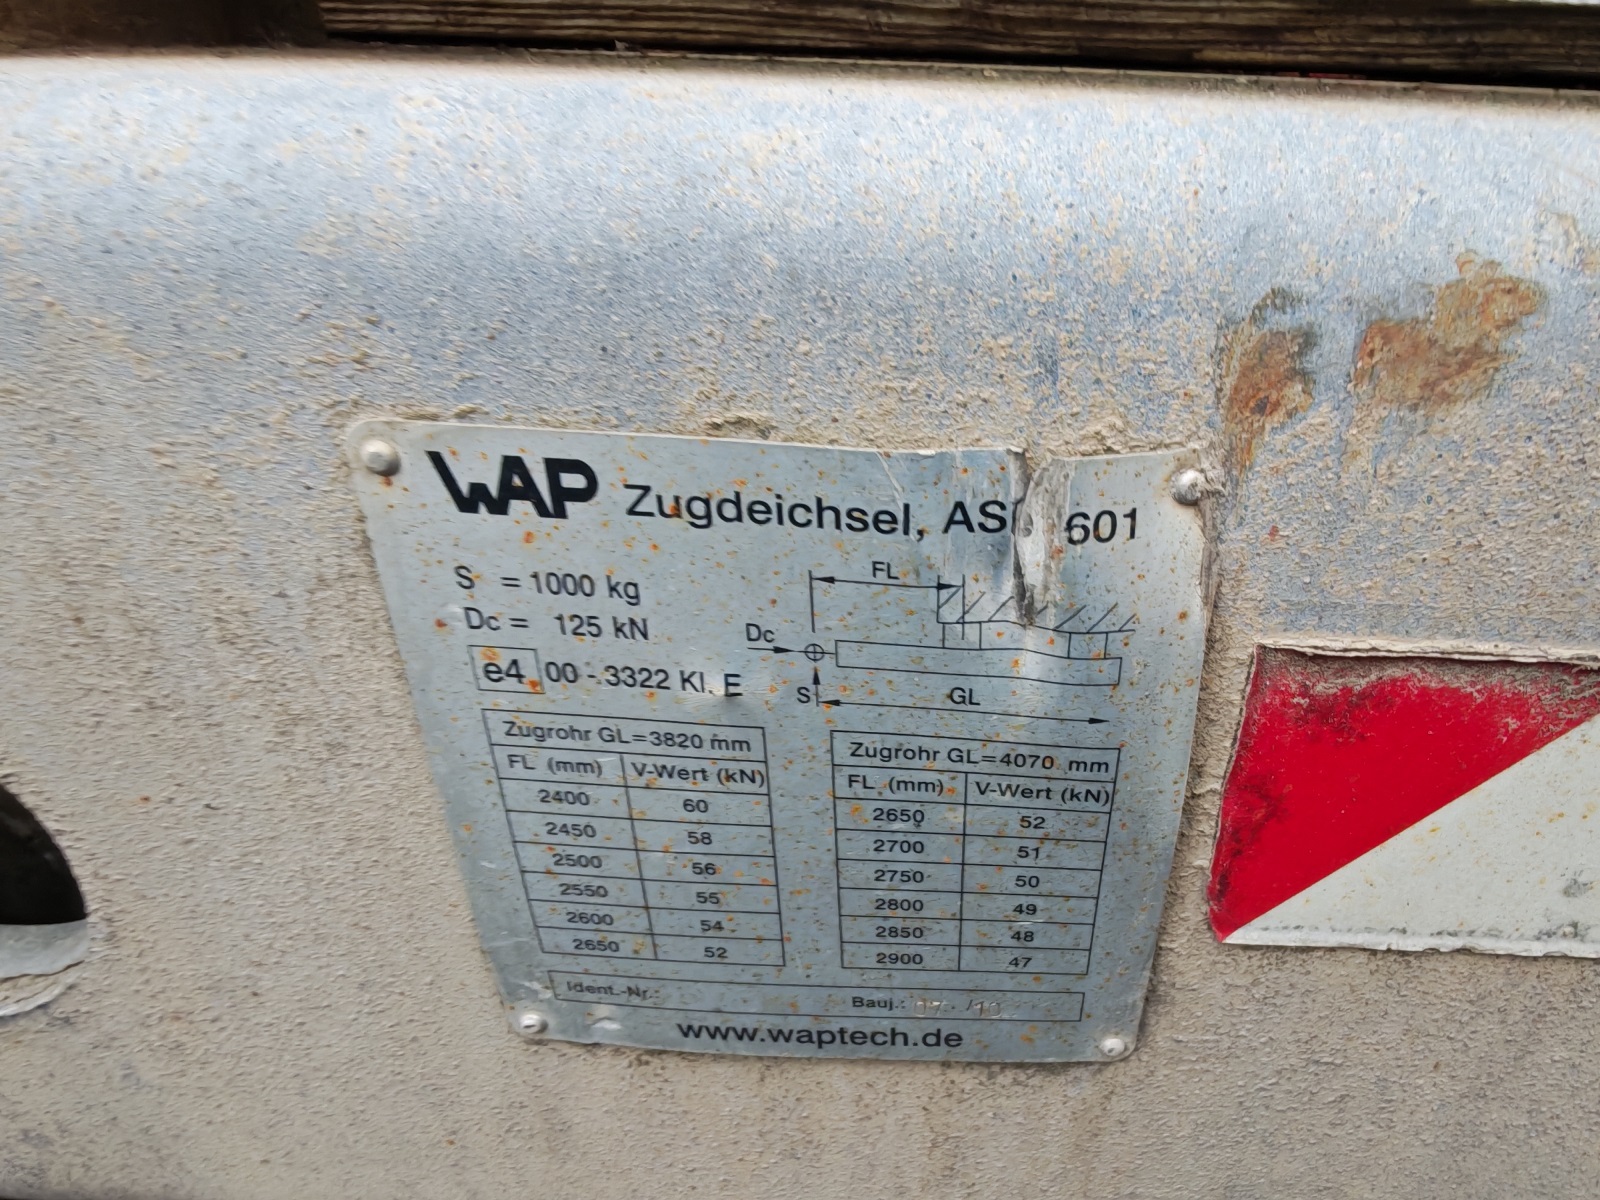 WAP Zugdeichsel, AS 601
S = 1000 kg
Dc = 125 kN
e4 00 - 3322 Kl. E
FL
Dc
S
GL
Zugrohr GL=3820 mm
FL (mm) V-Wert (kN)
2400 60
2450 58
2500 56
2550 55
2600 54
2650 52
Zugrohr GL=4070 mm
FL (mm) V-Wert (kN)
2650 52
2700 51
2750 50
2800 49
2850 48
2900 47
Ident.-Nr.: Bauj.: 07 /10
www.waptech.de